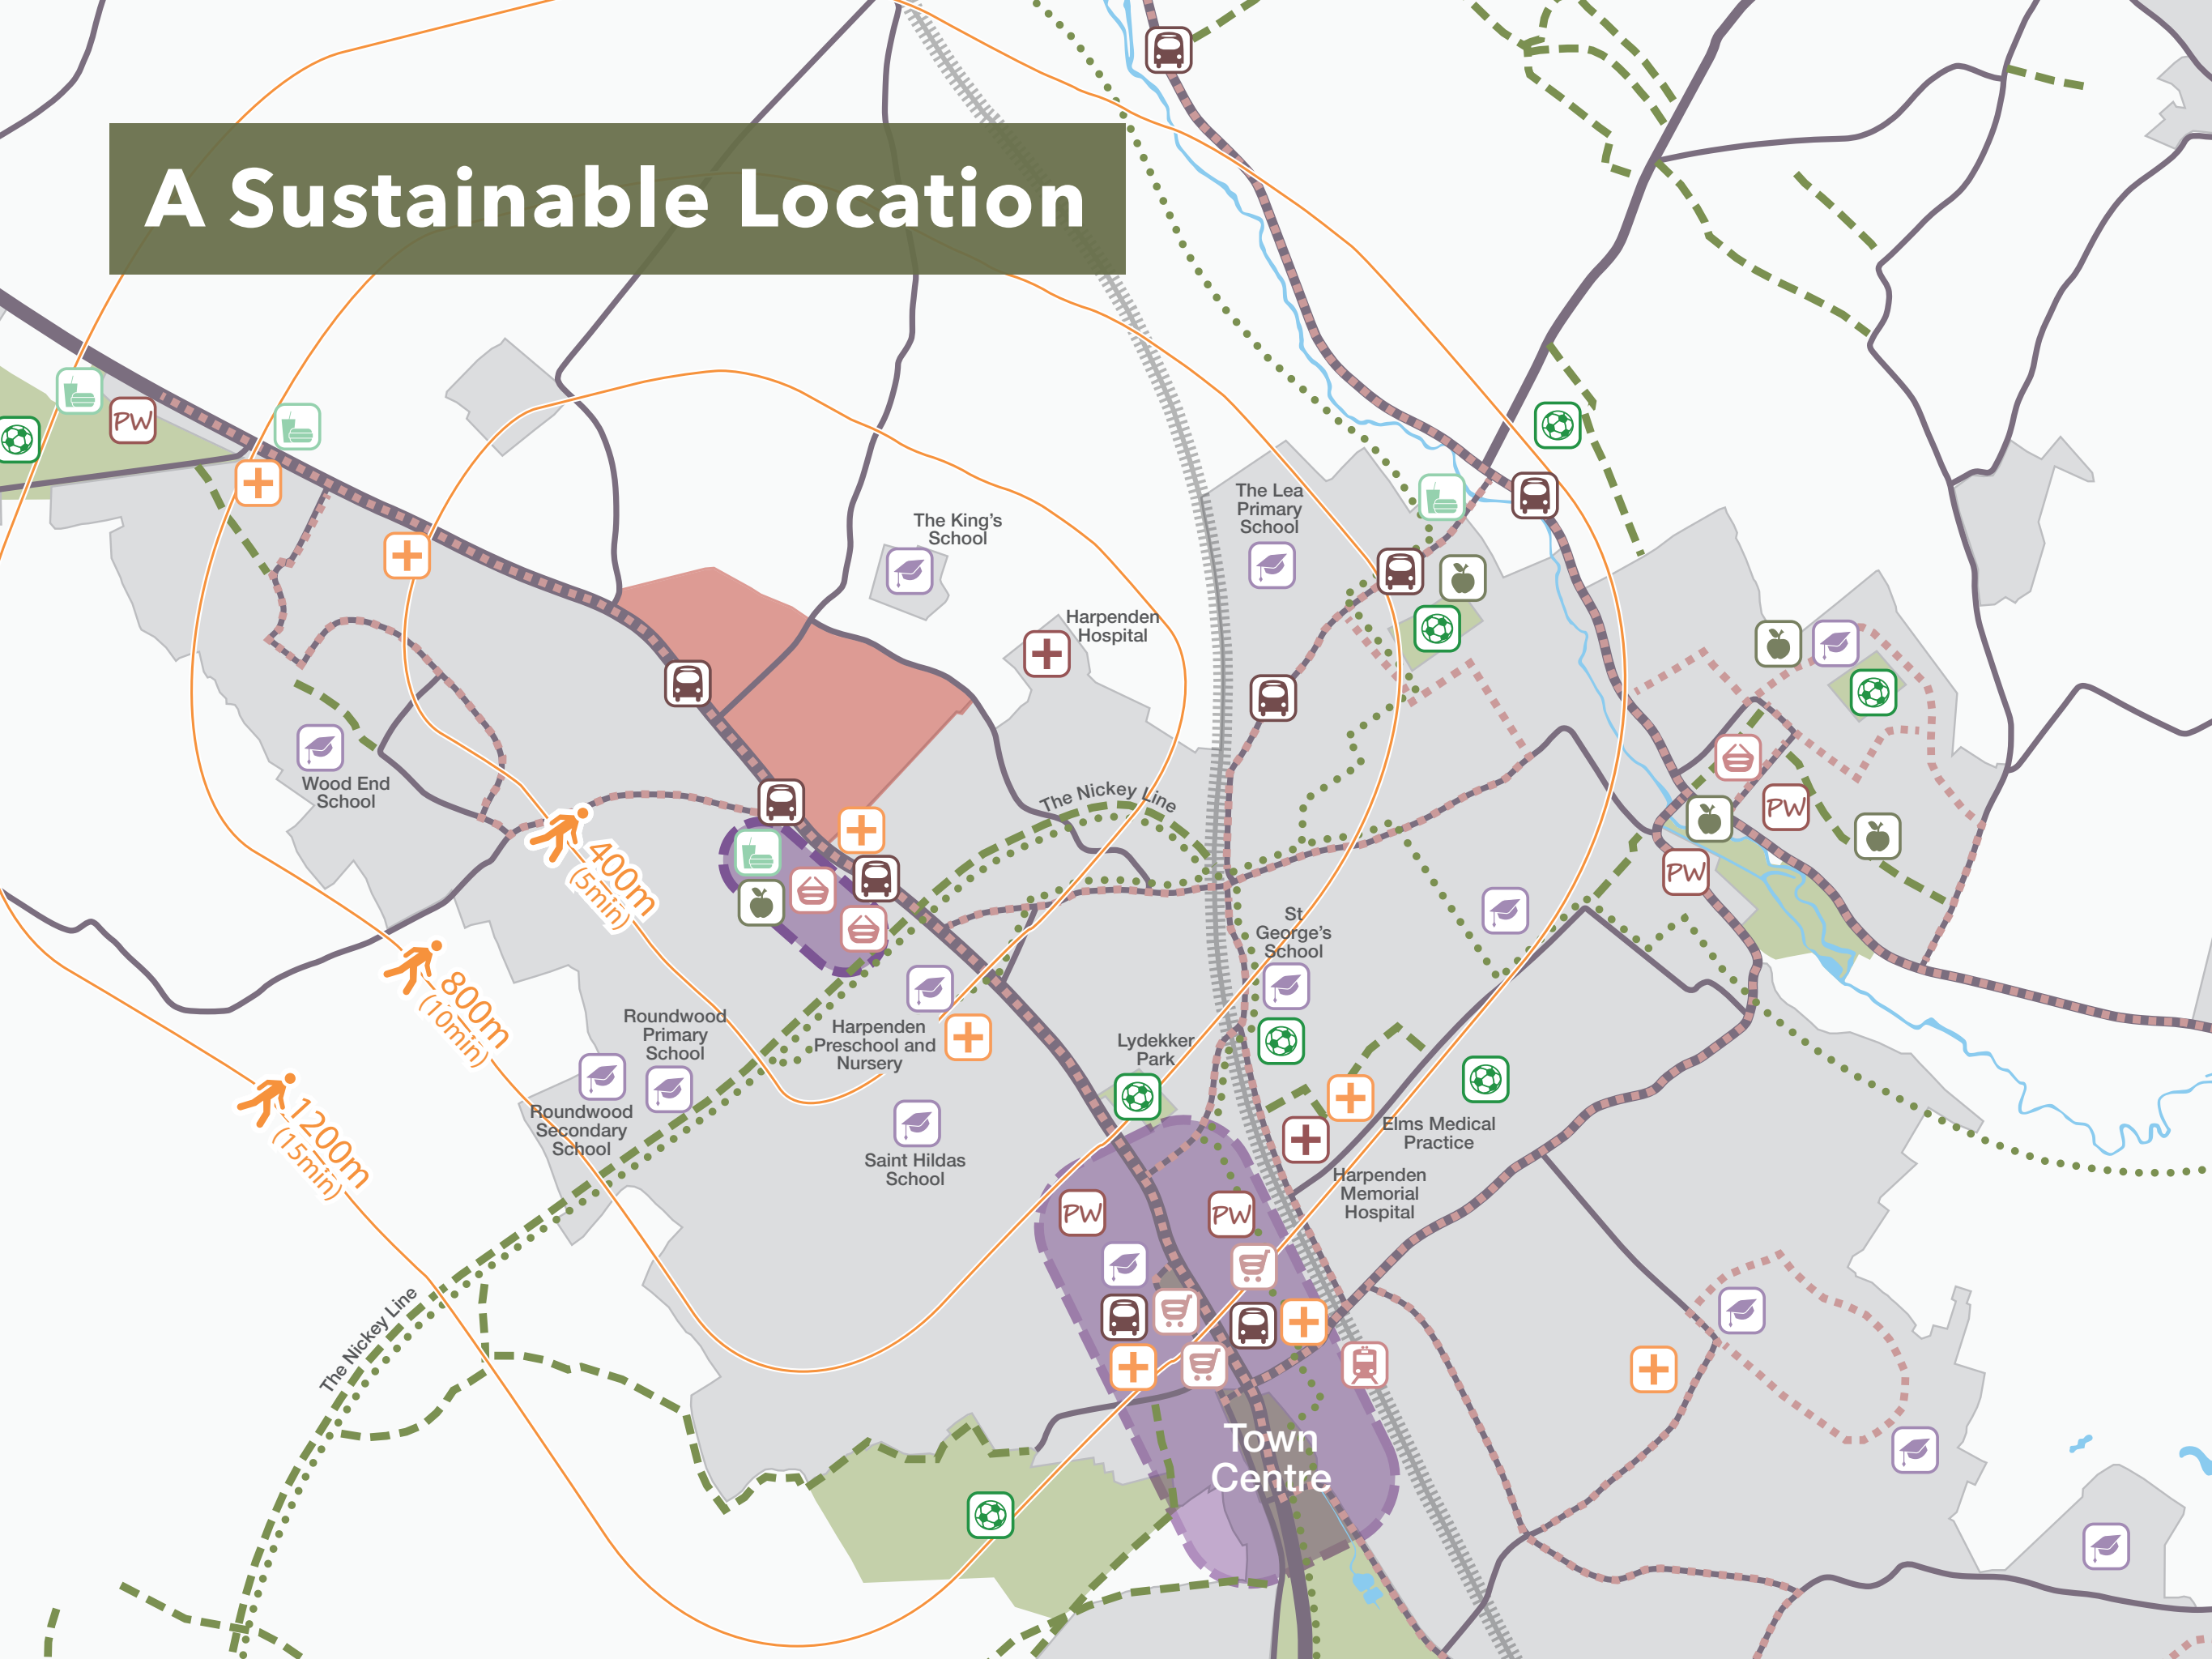 A Sustainable Location
PW
The Lea
Primary
School
The King's
School
Harpenden
Hospital
Wood End
School
The Nickey Line
PW
PW
400m
(5min)
St
George's
School
800m
(10min)
Roundwood
Primary
School
Harpenden
Preschool and
Nursery
Lydekker
Park
1200m
(15min)
Roundwood
Secondary
School
Saint Hildas
School
Elms Medical
Practice
Harpenden
Memorial
Hospital
PW
PW
The Nickey Line
Town
Centre